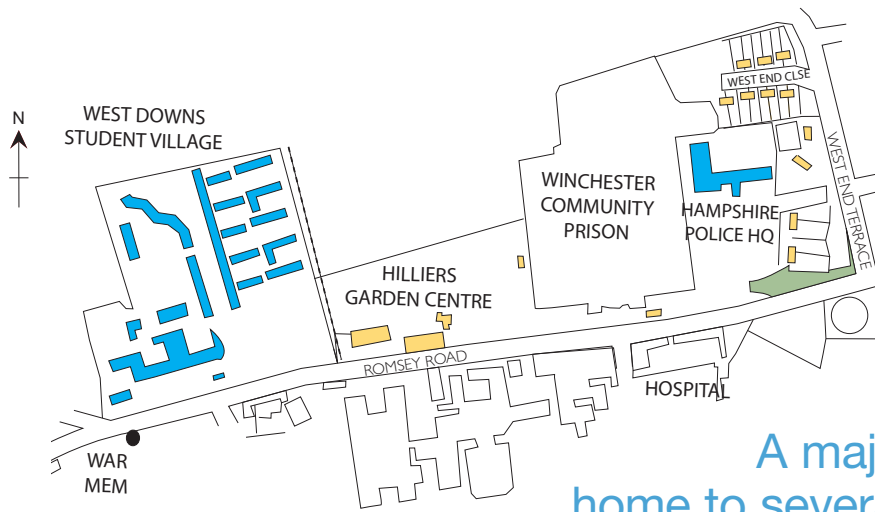 N
WEST DOWNS
STUDENT VILLAGE
WEST END CLSE
WEST END TERRACE
WINCHESTER
COMMUNITY
PRISON
HAMPSHIRE
POLICE HQ
HILLIERS
GARDEN CENTRE
ROMSEY ROAD
HOSPITAL
WAR
MEM
A maj
home to sever